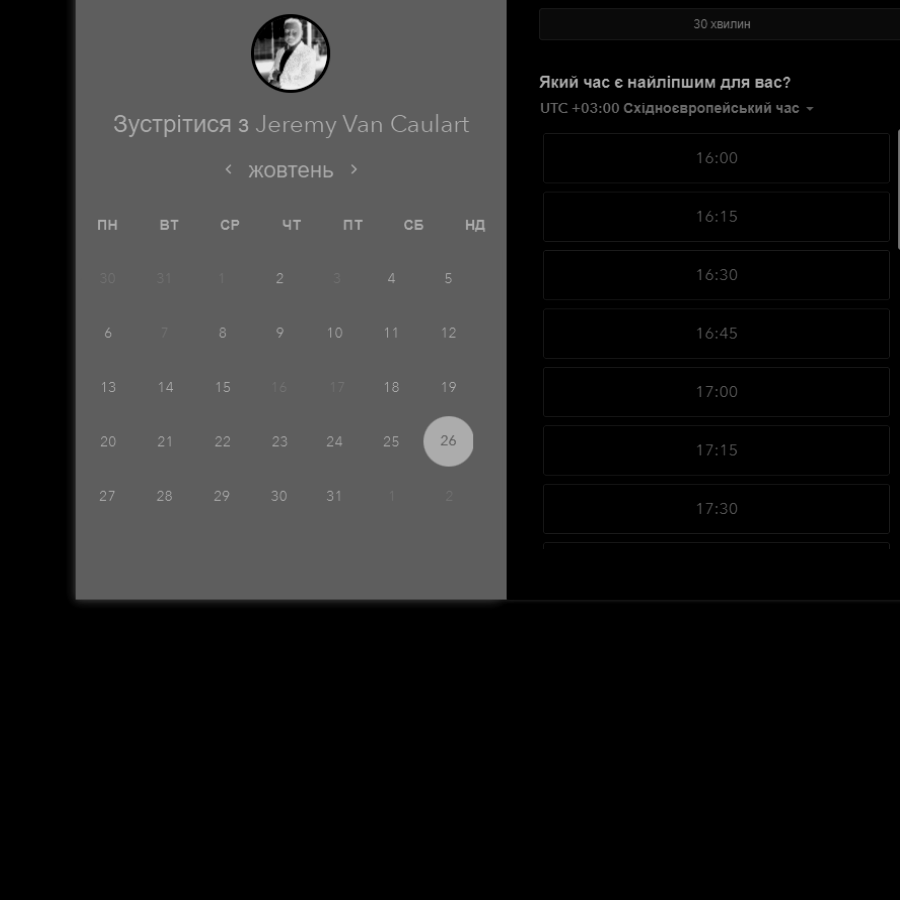 Зустрітися з Jeremy Van Caulart
жовтень
ПН ВТ СР ЧТ ПТ СБ НД
30 31 1 2 3 4 5
6 7 8 9 10 11 12
13 14 15 16 17 18 19
20 21 22 23 24 25 26
27 28 29 30 31 1 2
30 хвилин
Який час є найліпшим для вас?
UTC +03:00 Східноєвропейський час
16:00
16:15
16:30
16:45
17:00
17:15
17:30